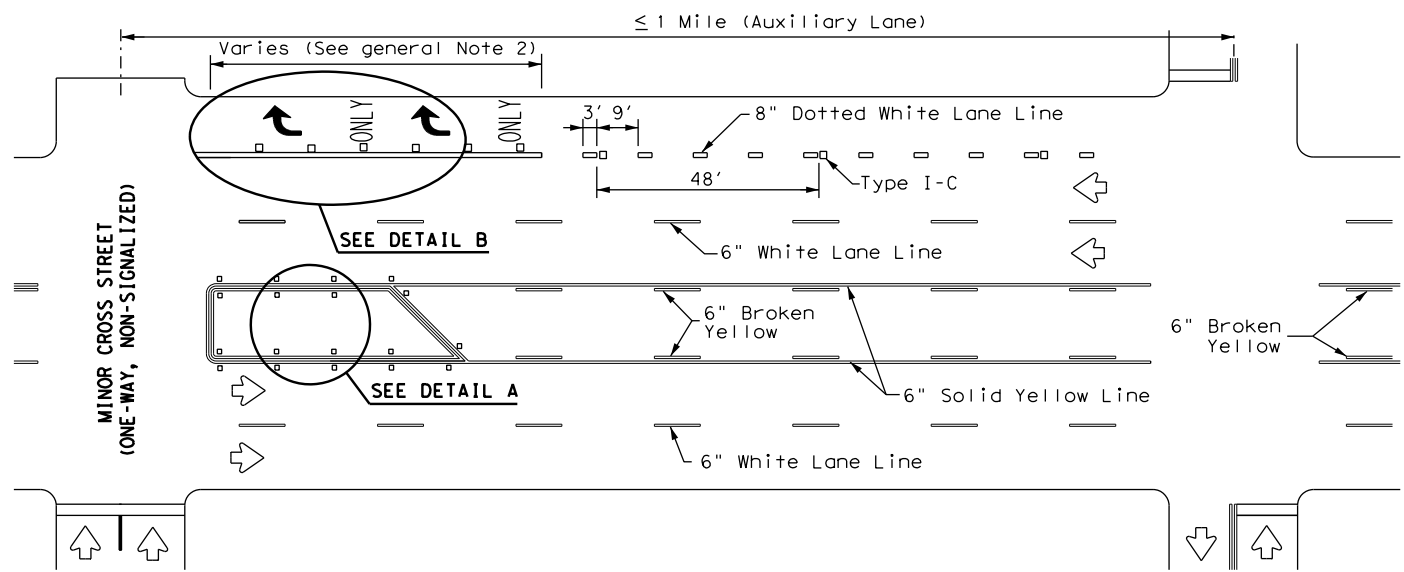 ≤ 1 Mile (Auxiliary Lane)
Varies (See general Note 2)
ONLY
ONLY
3' 9'
8" Dotted White Lane Line
48'
Type I-C
SEE DETAIL B
6" White Lane Line
MINOR CROSS STREET
(ONE-WAY, NON-SIGNALIZED)
6" Broken
Yellow
6" Broken
Yellow
SEE DETAIL A
6" Solid Yellow Line
6" White Lane Line